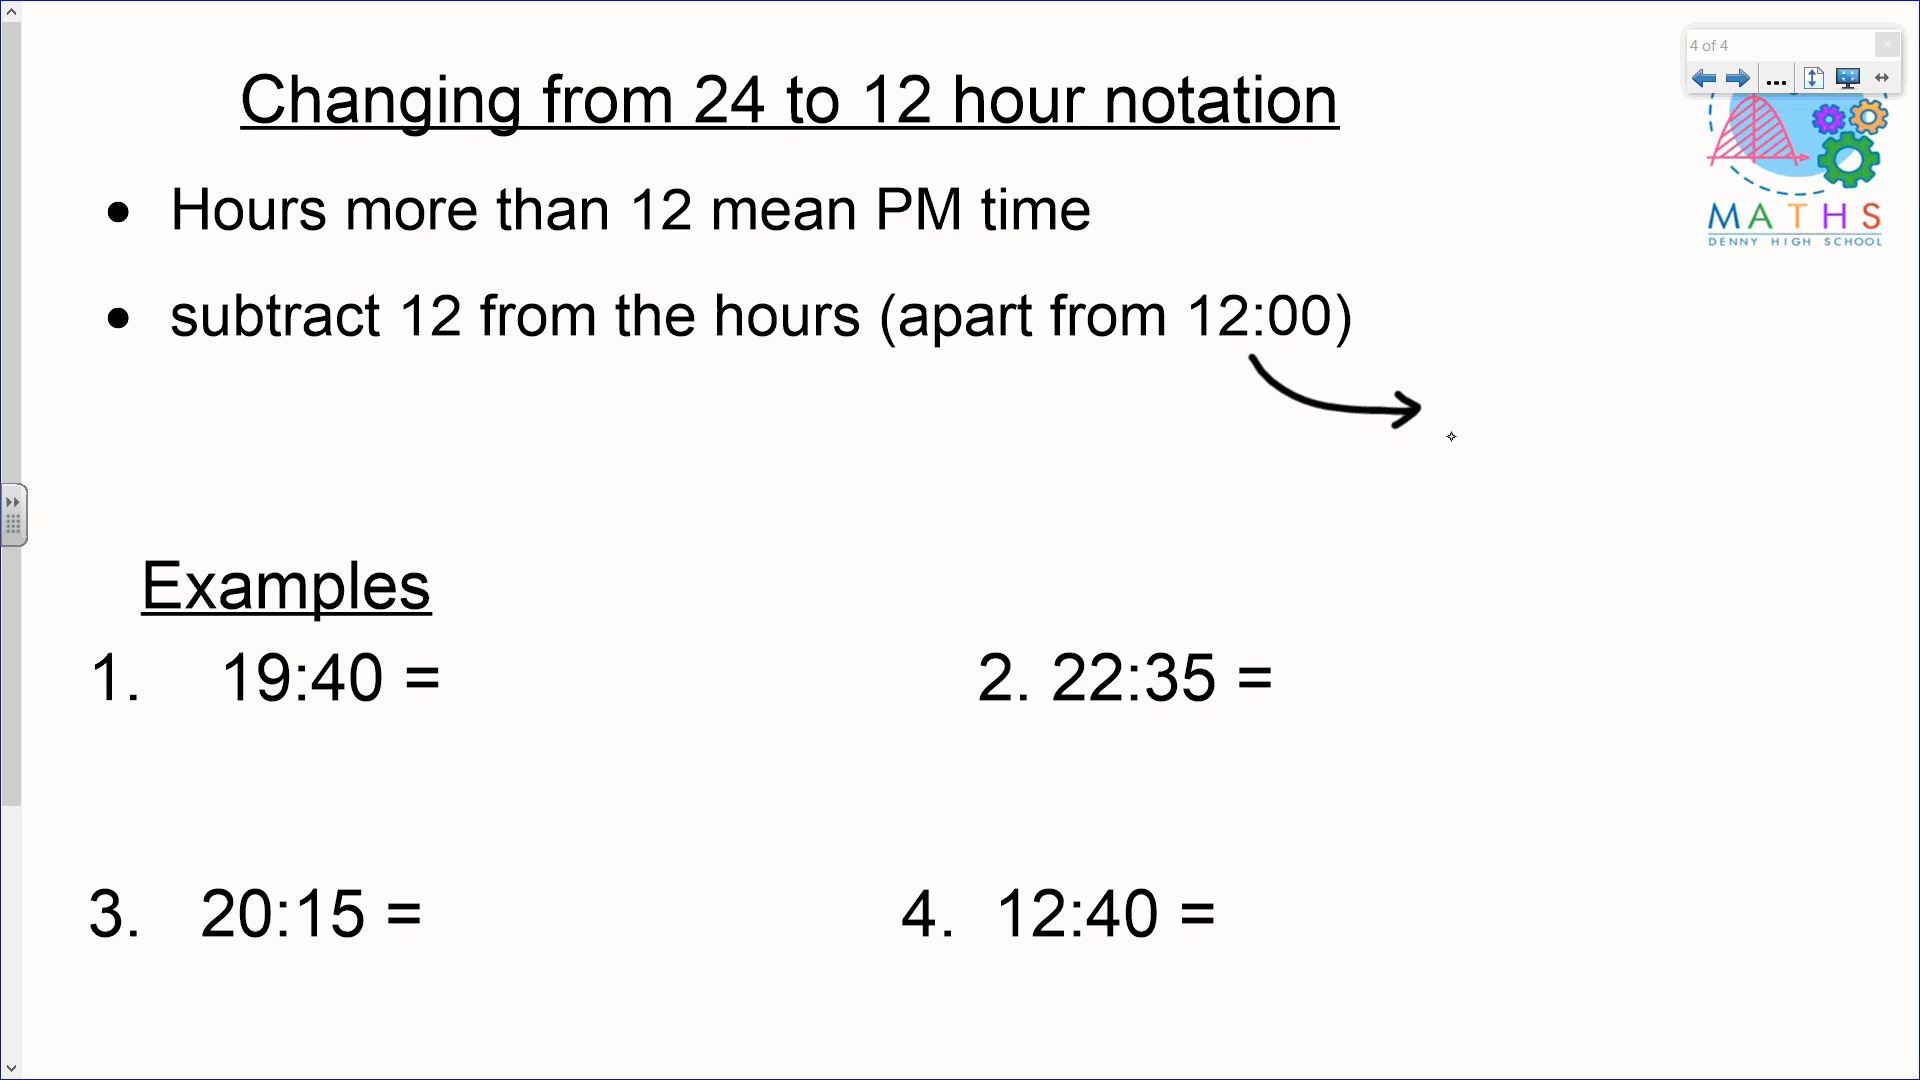 4 of 4
Changing from 24 to 12 hour notation
MATHS
DENNY HIGH SCHOOL
• Hours more than 12 mean PM time
• subtract 12 from the hours (apart from 12:00)
Examples
1. 19:40 =
2. 22:35 =
3. 20:15 =
4. 12:40 =